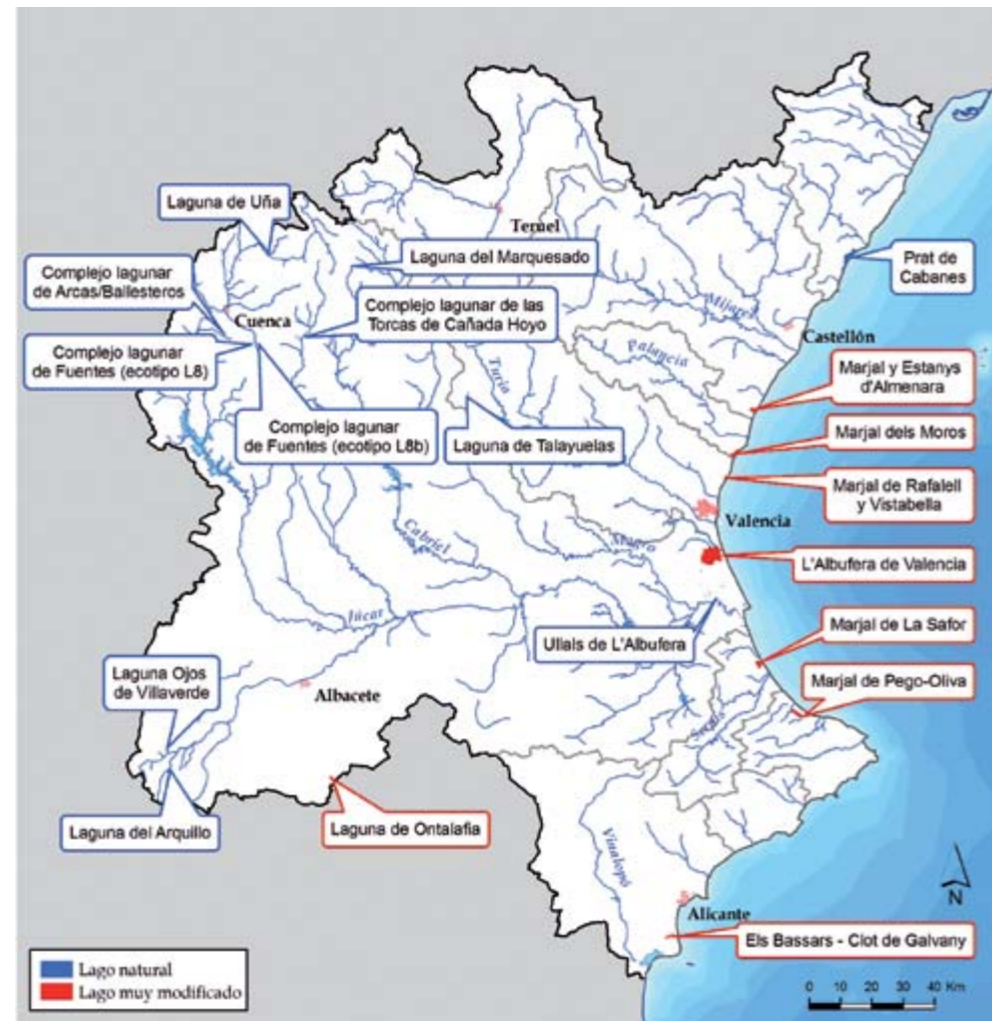 Laguna de Uña
Teruel
Laguna del Marquesado
Prat de
Cabanes
Complejo lagunar
de Arcas/Ballesteros
Complejo lagunar de las
Torcas de Cañada Hoyo
Mijares
Cuenca
Castellón
Complejo lagunar
de Fuentes (ecotipo L8)
Palancia
Marjal y Estanys
d'Almenara
Turia
Complejo lagunar
de Fuentes (ecotipo L8b)
Laguna de Talayuelas
Marjal dels Moros
Marjal de Rafalell
y Vistabella
Valencia
Cabriel
Magro
L'Albufera de Valencia
Júcar
Ullals de L'Albufera
Marjal de La Safor
Laguna Ojos
de Villaverde
Albacete
Marjal de Pego-Oliva
Serpis
Laguna del Arquillo
Laguna de Ontalafia
Vinalopó
N
Alicante
Els Bassars - Clot de Galvany
Lago natural
Lago muy modificado
0 10 20 30 40 Km